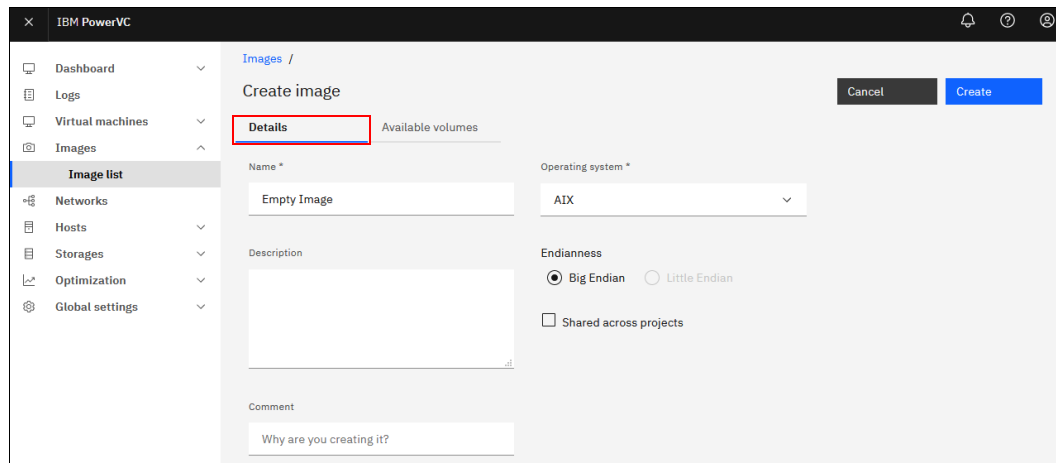 IBM PowerVC
Dashboard
Logs
Virtual machines
Images
Image list
Networks
Hosts
Storages
Optimization
Global settings
Images /
Create image
Cancel
Create
Details
Available volumes
Name *
Empty Image
Operating system *
AIX
Description
Endianness
Big Endian
Little Endian
Shared across projects
Comment
Why are you creating it?